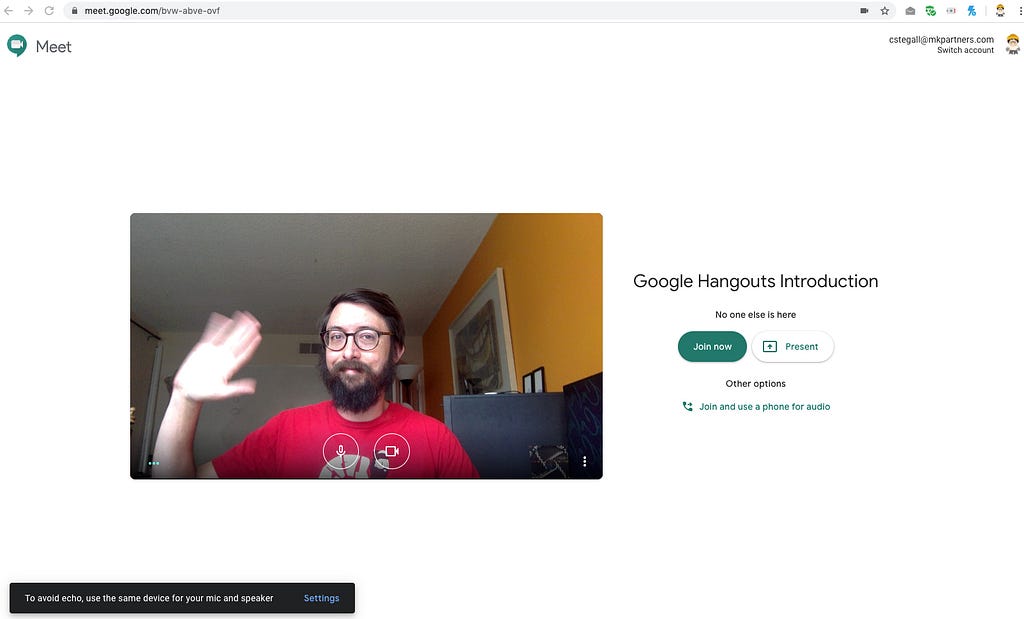 meet.google.com/bvw-abve-ovf
Meet
cstegall@mkpartners.com
Switch account
Google Hangouts Introduction
No one else is here
Join now
Present
Other options
Join and use a phone for audio
To avoid echo, use the same device for your mic and speaker
Settings